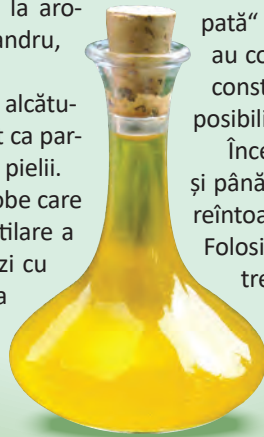 la aro-
andru,
alcătu-
t ca par-
pielii.
obe care
tilare a
zi cu
a
pată“
au co
const
posibili
Înce
și până
reîntoa
Folosi
tre